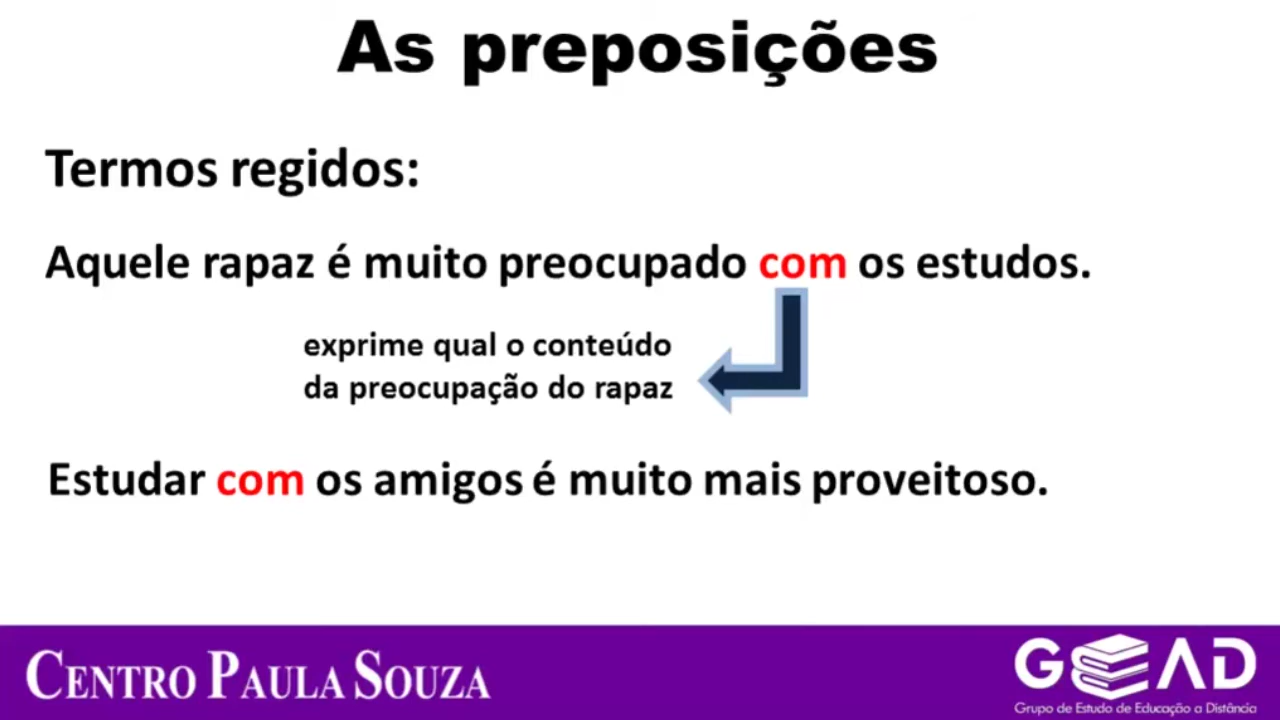 As preposições
Termos regidos:
Aquele rapaz é muito preocupado com os estudos.
exprime qual o conteúdo
da preocupação do rapaz
Estudar com os amigos é muito mais proveitoso.
CENTRO PAULA SOUZA
GEAD
Grupo de Estudo de Educação a Distância